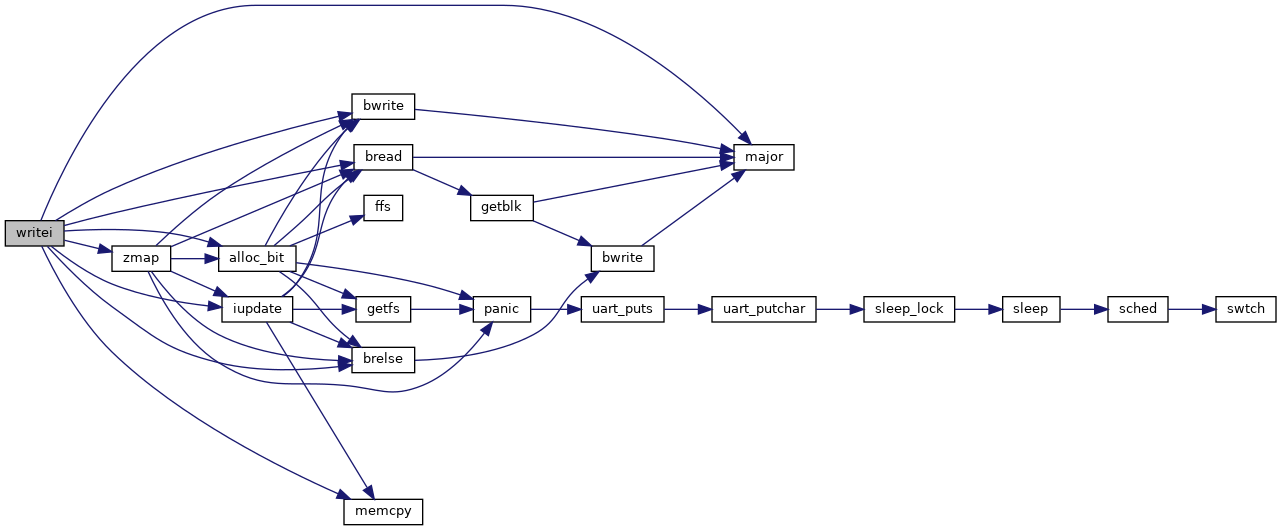 writei
zmap
alloc_bit
iupdate
bwrite
bread
ffs
getfs
brelse
memcpy
getblk
panic
bwrite
uart_puts
major
uart_putchar
sleep_lock
sleep
sched
swtch